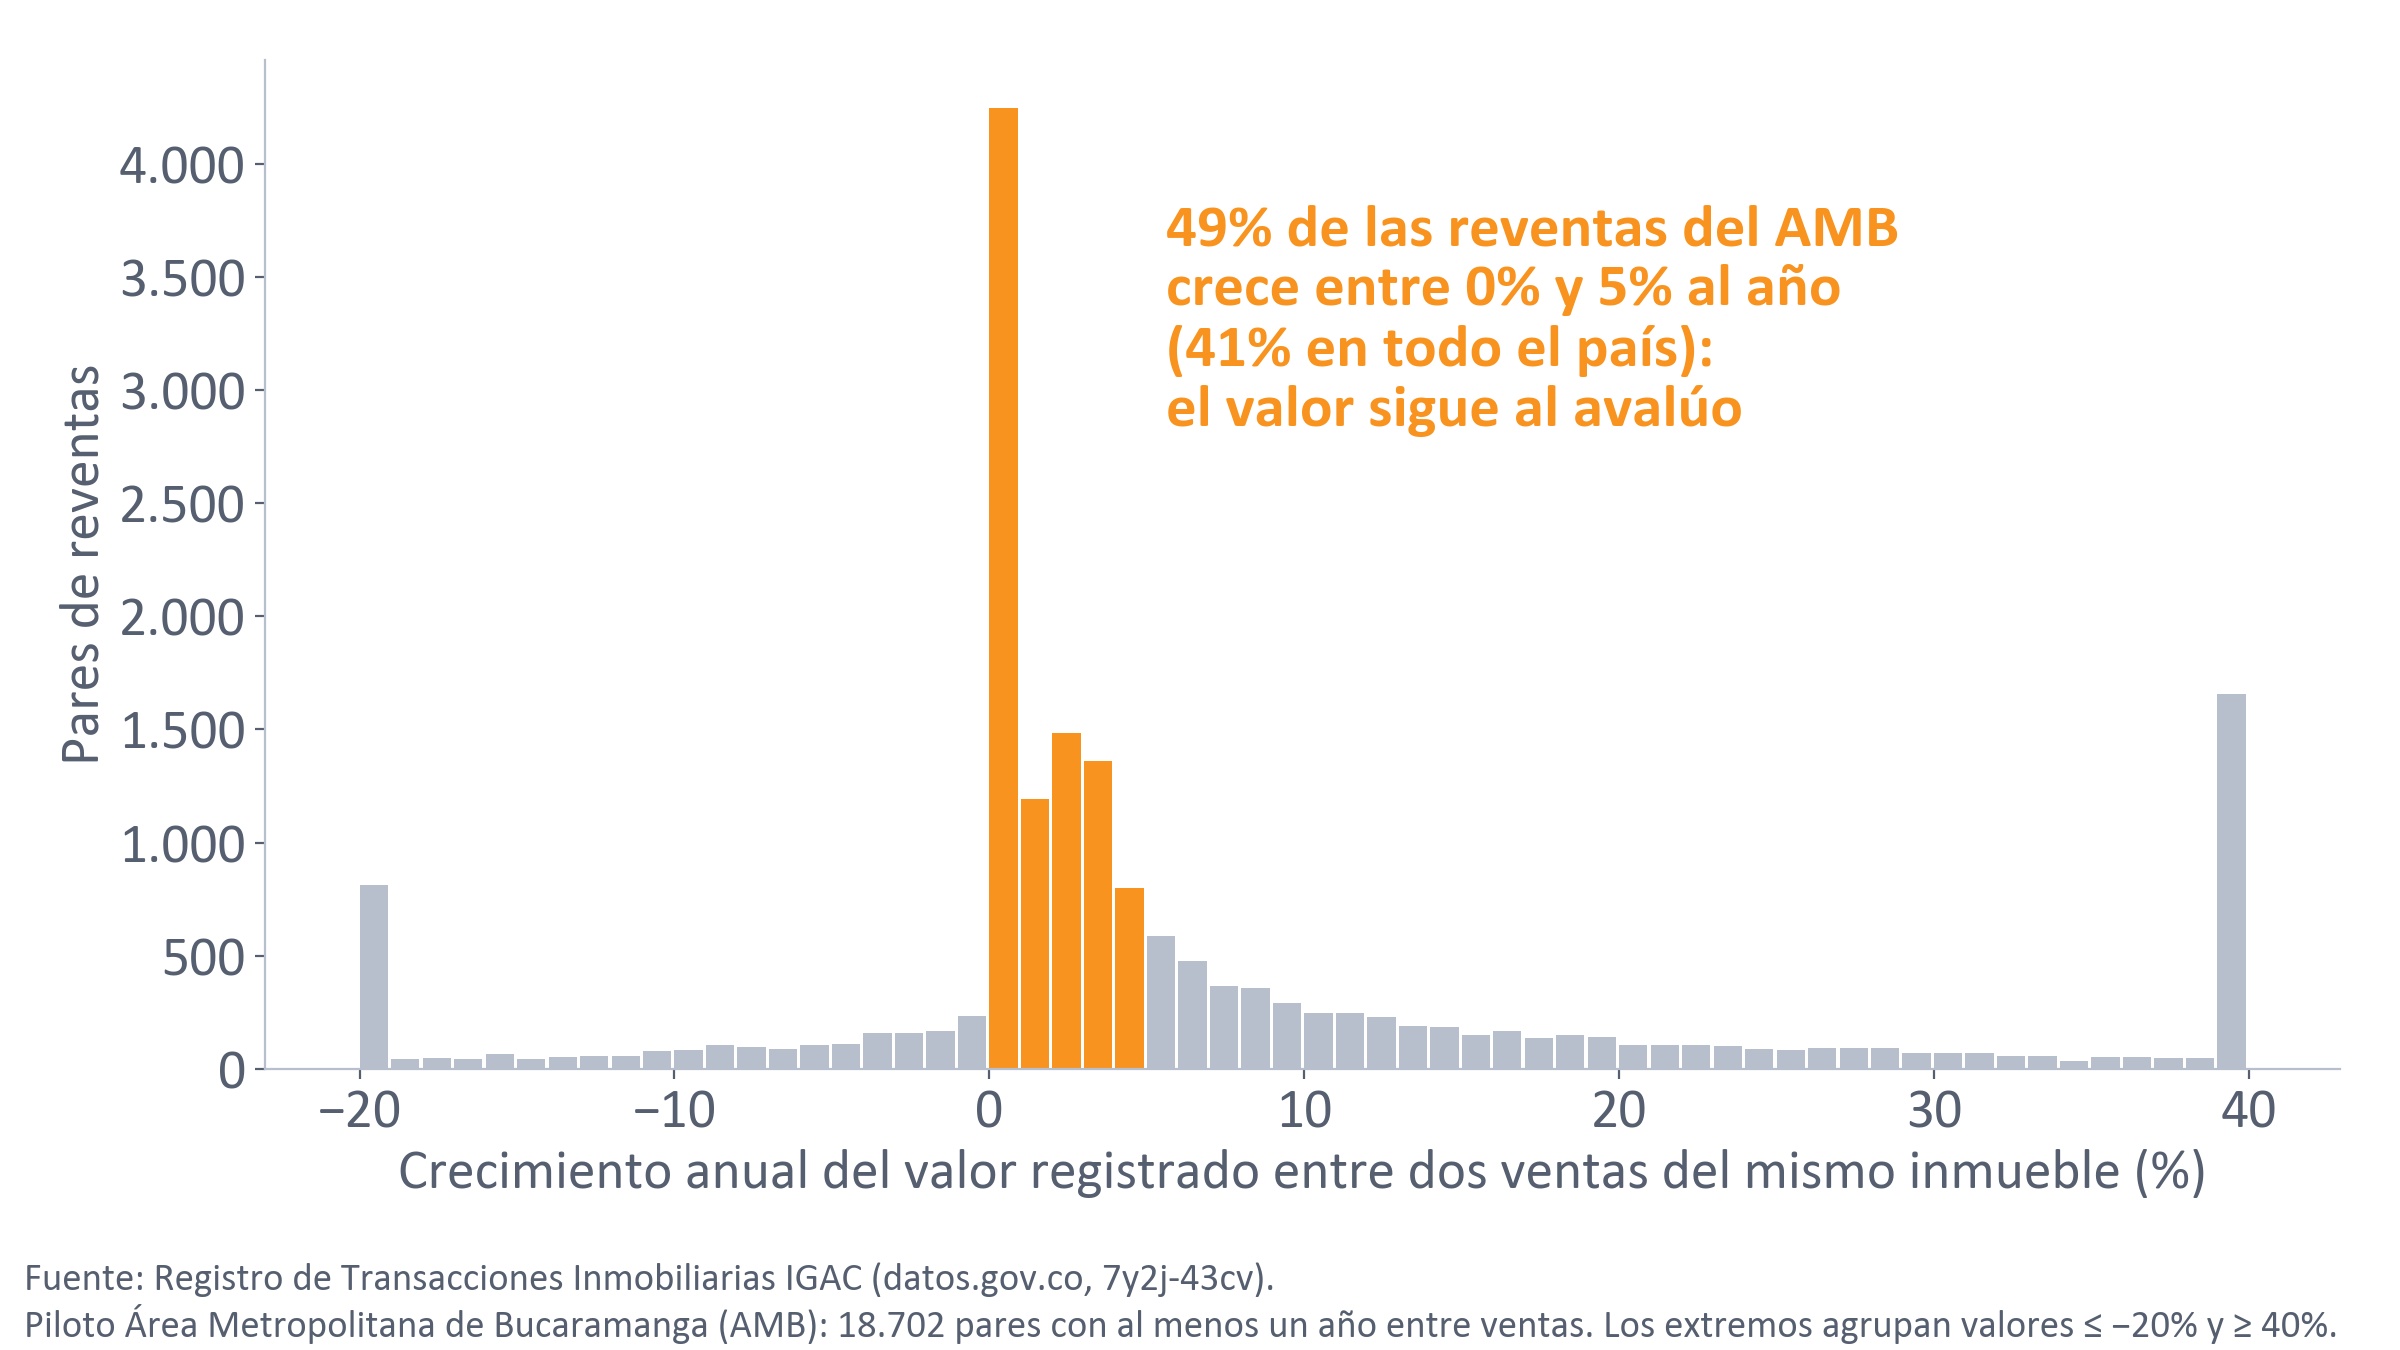 49% de las reventas del AMB
crece entre 0% y 5% al año
(41% en todo el país):
el valor sigue al avalúo
Pares de reventas
4.000
3.500
3.000
2.500
2.000
1.500
1.000
500
0
−20
−10
0
10
20
30
40
Crecimiento anual del valor registrado entre dos ventas del mismo inmueble (%)
Fuente: Registro de Transacciones Inmobiliarias IGAC (datos.gov.co, 7y2j-43cv).
Piloto Área Metropolitana de Bucaramanga (AMB): 18.702 pares con al menos un año entre ventas. Los extremos agrupan valores ≤ −20% y ≥ 40%.